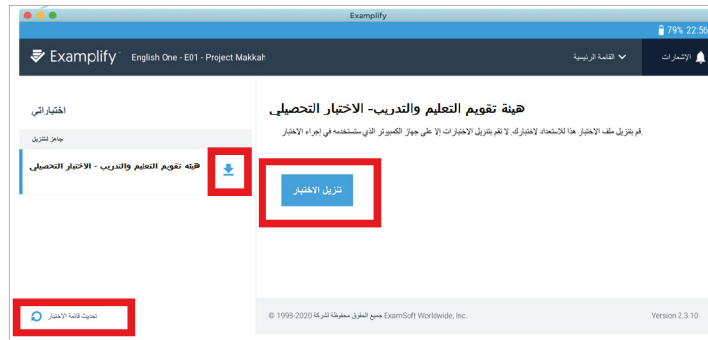 Examplify
79% 22:56
Examplify English One - E01 - Project Makkah
القائمة الرئيسية
الإشعارات
اختباراتي
جاهز للتنزيل
هيئه تقويم التعليم والتدريب - الاختبار التحصيلي
هيئة تقويم التعليم والتدريب- الاختبار التحصيلي
قم بتنزيل ملف الاختبار هذا للاستعداد لاختبارك. لا تقم بتنزيل الاختبارات إلا على جهاز الكمبيوتر الذي ستستخدمه في إجراء الاختبار
تنزيل الاختبار
تحديث قائمة الاختبار
© 1998-2020 جميع الحقوق محفوظة لشركة ExamSoft Worldwide, Inc.
Version 2.3.10